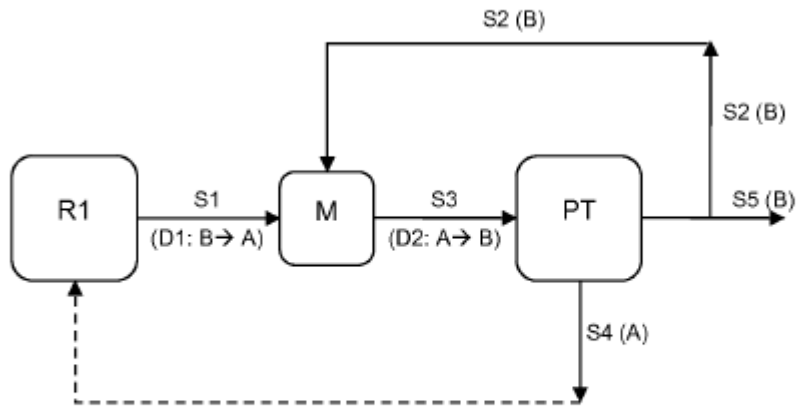 S2 (B)
S2 (B)
R1
S1
(D1: B→ A)
M
S3
(D2: A→ B)
PT
S5 (B)
S4 (A)